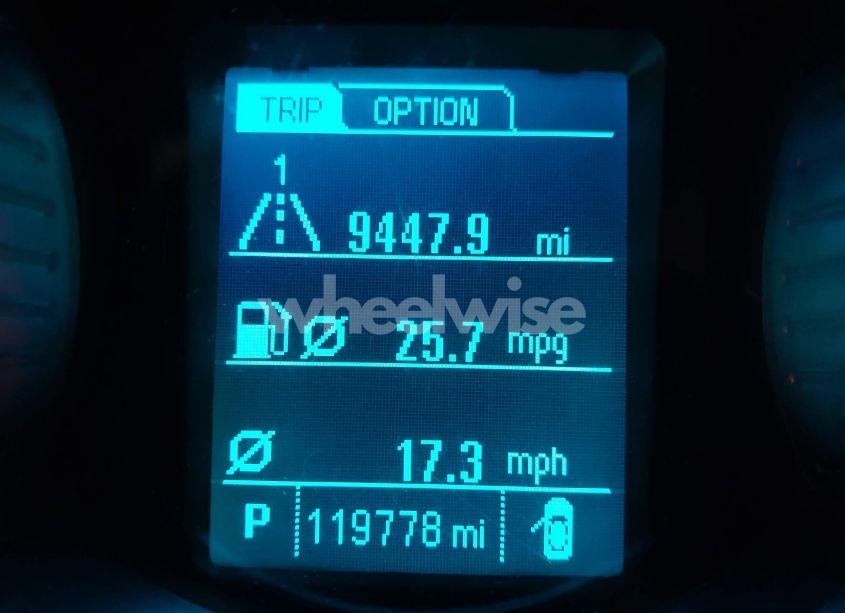 TRIP OPTION
1
9447.9 mi
wheelwise
25.7 mpg
17.3 mph
P 119778 mi